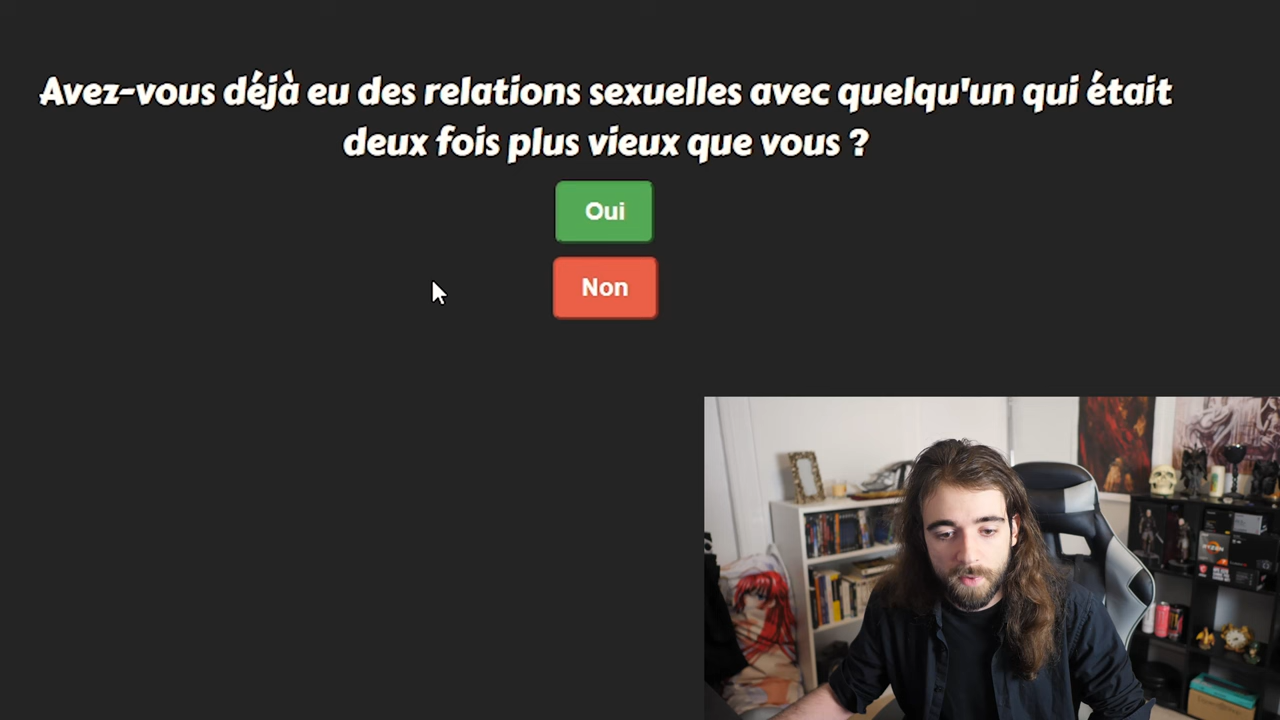 Avez-vous déjà eu des relations sexuelles avec quelqu'un qui était
deux fois plus vieux que vous ?
Oui
Non
RYZEN